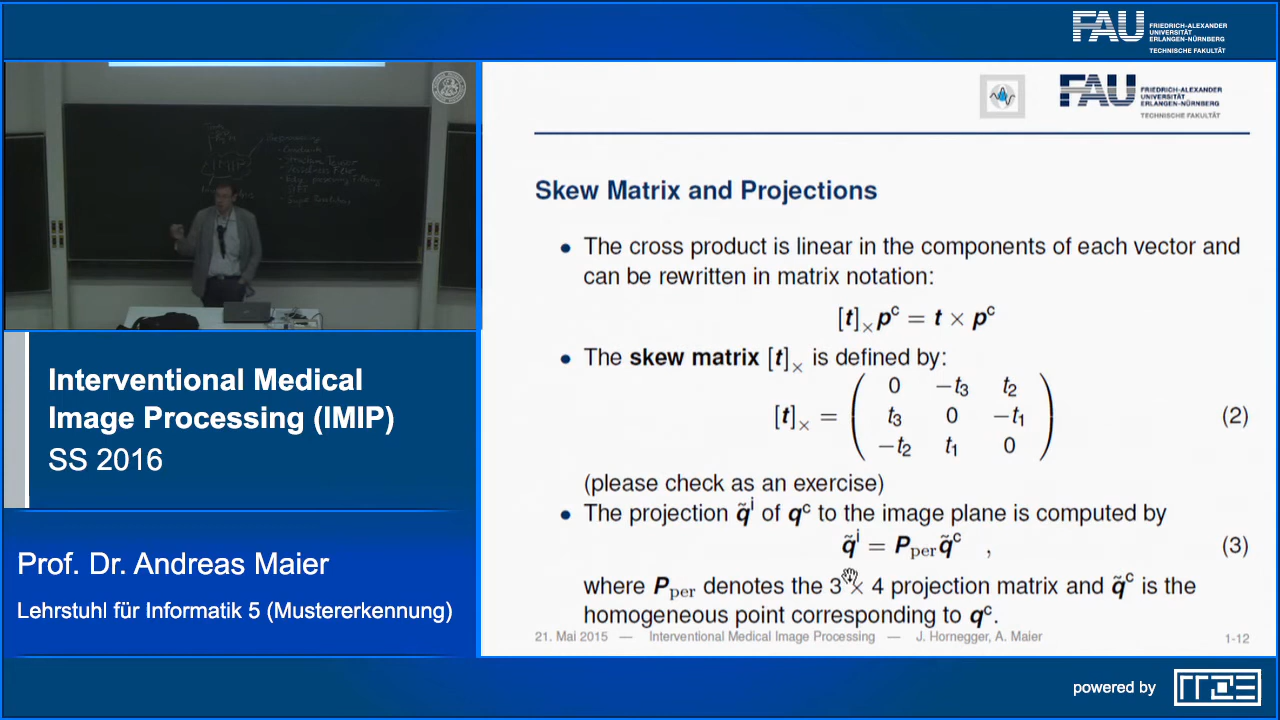 FAU FRIEDRICH-ALEXANDER
UNIVERSITÄT
ERLANGEN-NÜRNBERG
TECHNISCHE FAKULTÄT
FAU FRIEDRICH-ALEXANDER
UNIVERSITÄT
ERLANGEN-NÜRNBERG
TECHNISCHE FAKULTÄT
Skew Matrix and Projections
• The cross product is linear in the components of each vector and
can be rewritten in matrix notation:
[t]× pᶜ = t × pᶜ
• The skew matrix [t]× is defined by:
[t]× = ( 0 −t₃ t₂
t₃ 0 −t₁
−t₂ t₁ 0 ) (2)
(please check as an exercise)
• The projection q̃ⁱ of qᶜ to the image plane is computed by
q̃ⁱ = Pper q̃ᶜ , (3)
where Pper denotes the 3 × 4 projection matrix and q̃ᶜ is the
homogeneous point corresponding to qᶜ.
21. Mai 2015 — Interventional Medical Image Processing — J. Hornegger, A. Maier 1-12
IMIP
Interventional Medical
Image Processing (IMIP)
SS 2016
Prof. Dr. Andreas Maier
Lehrstuhl für Informatik 5 (Mustererkennung)
powered by